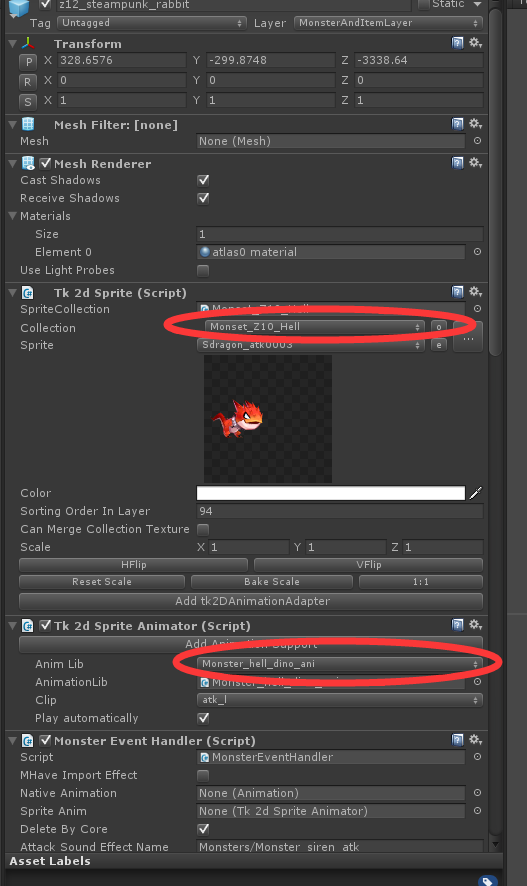 z12_steampunk_rabbit Static
Tag Untagged Layer MonsterAndItemLayer
Transform
P X 328.6576 Y -299.8748 Z -3338.64
R X 0 Y 0 Z 0
S X 1 Y 1 Z 1
Mesh Filter: [none]
Mesh None (Mesh)
Mesh Renderer
Cast Shadows
Receive Shadows
Materials
Size 1
Element 0 atlas0 material
Use Light Probes
Tk 2d Sprite (Script)
SpriteCollection Monset_Z10_Hell
Collection Monset_Z10_Hell o ...
Sprite Sdragon_atk0003 e
Color
Sorting Order In Layer 94
Can Merge Collection Texture
Scale X 1 Y 1 Z 1
HFlip VFlip
Reset Scale Bake Scale 1:1
Add tk2DAnimationAdapter
Tk 2d Sprite Animator (Script)
Add Animation Support
Anim Lib Monster_hell_dino_ani
AnimationLib Monster_hell_dino_ani
Clip atk_l
Play automatically
Monster Event Handler (Script)
Script MonsterEventHandler
MHave Import Effect
Native Animation None (Animation)
Sprite Anim None (Tk 2d Sprite Animator)
Delete By Core
Attack Sound Effect Name Monsters/Monster_siren_atk
Asset Labels